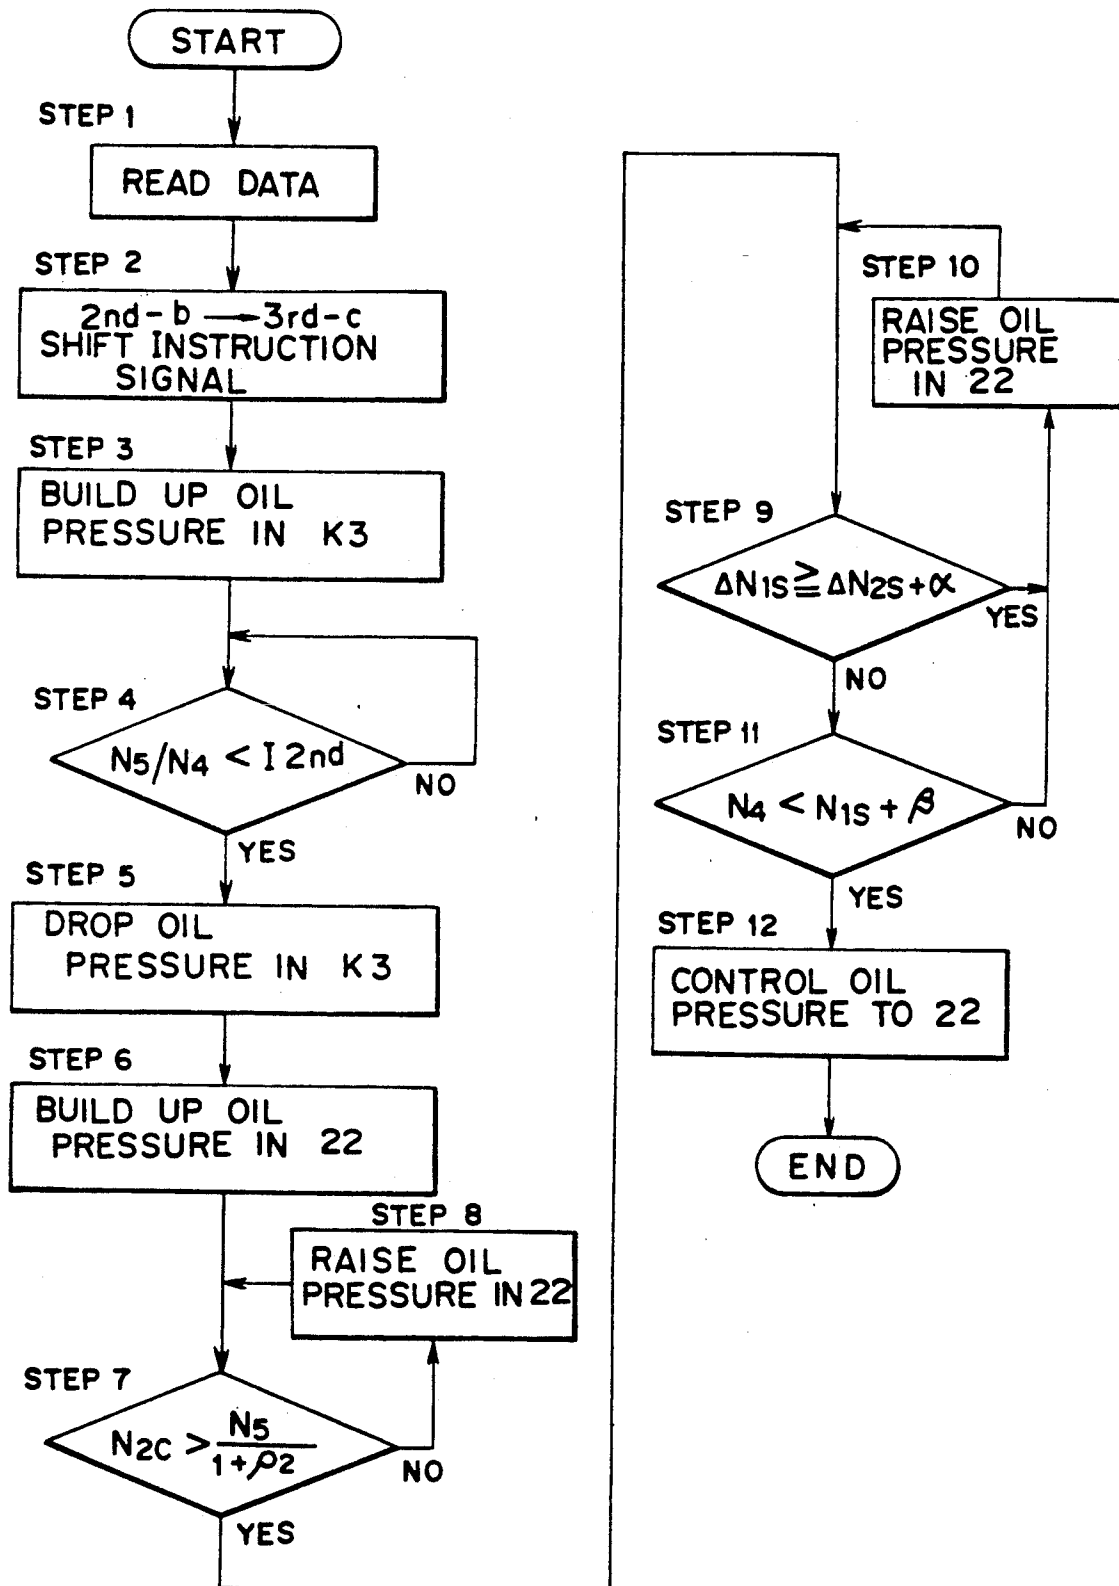 START
STEP 1
READ DATA
STEP 2
2nd-b → 3rd-c
SHIFT INSTRUCTION
SIGNAL
STEP 3
BUILD UP OIL
PRESSURE IN K3
STEP 4
N5/N4 < I 2nd
NO
YES
STEP 5
DROP OIL
PRESSURE IN K3
STEP 6
BUILD UP OIL
PRESSURE IN 22
STEP 8
RAISE OIL
PRESSURE IN 22
STEP 7
N2C > N5
1+ρ2
NO
YES
STEP 10
RAISE OIL
PRESSURE
IN 22
STEP 9
ΔN1S ≧ ΔN2S + α
YES
NO
STEP 11
N4 < N1S + β
NO
YES
STEP 12
CONTROL OIL
PRESSURE TO 22
END